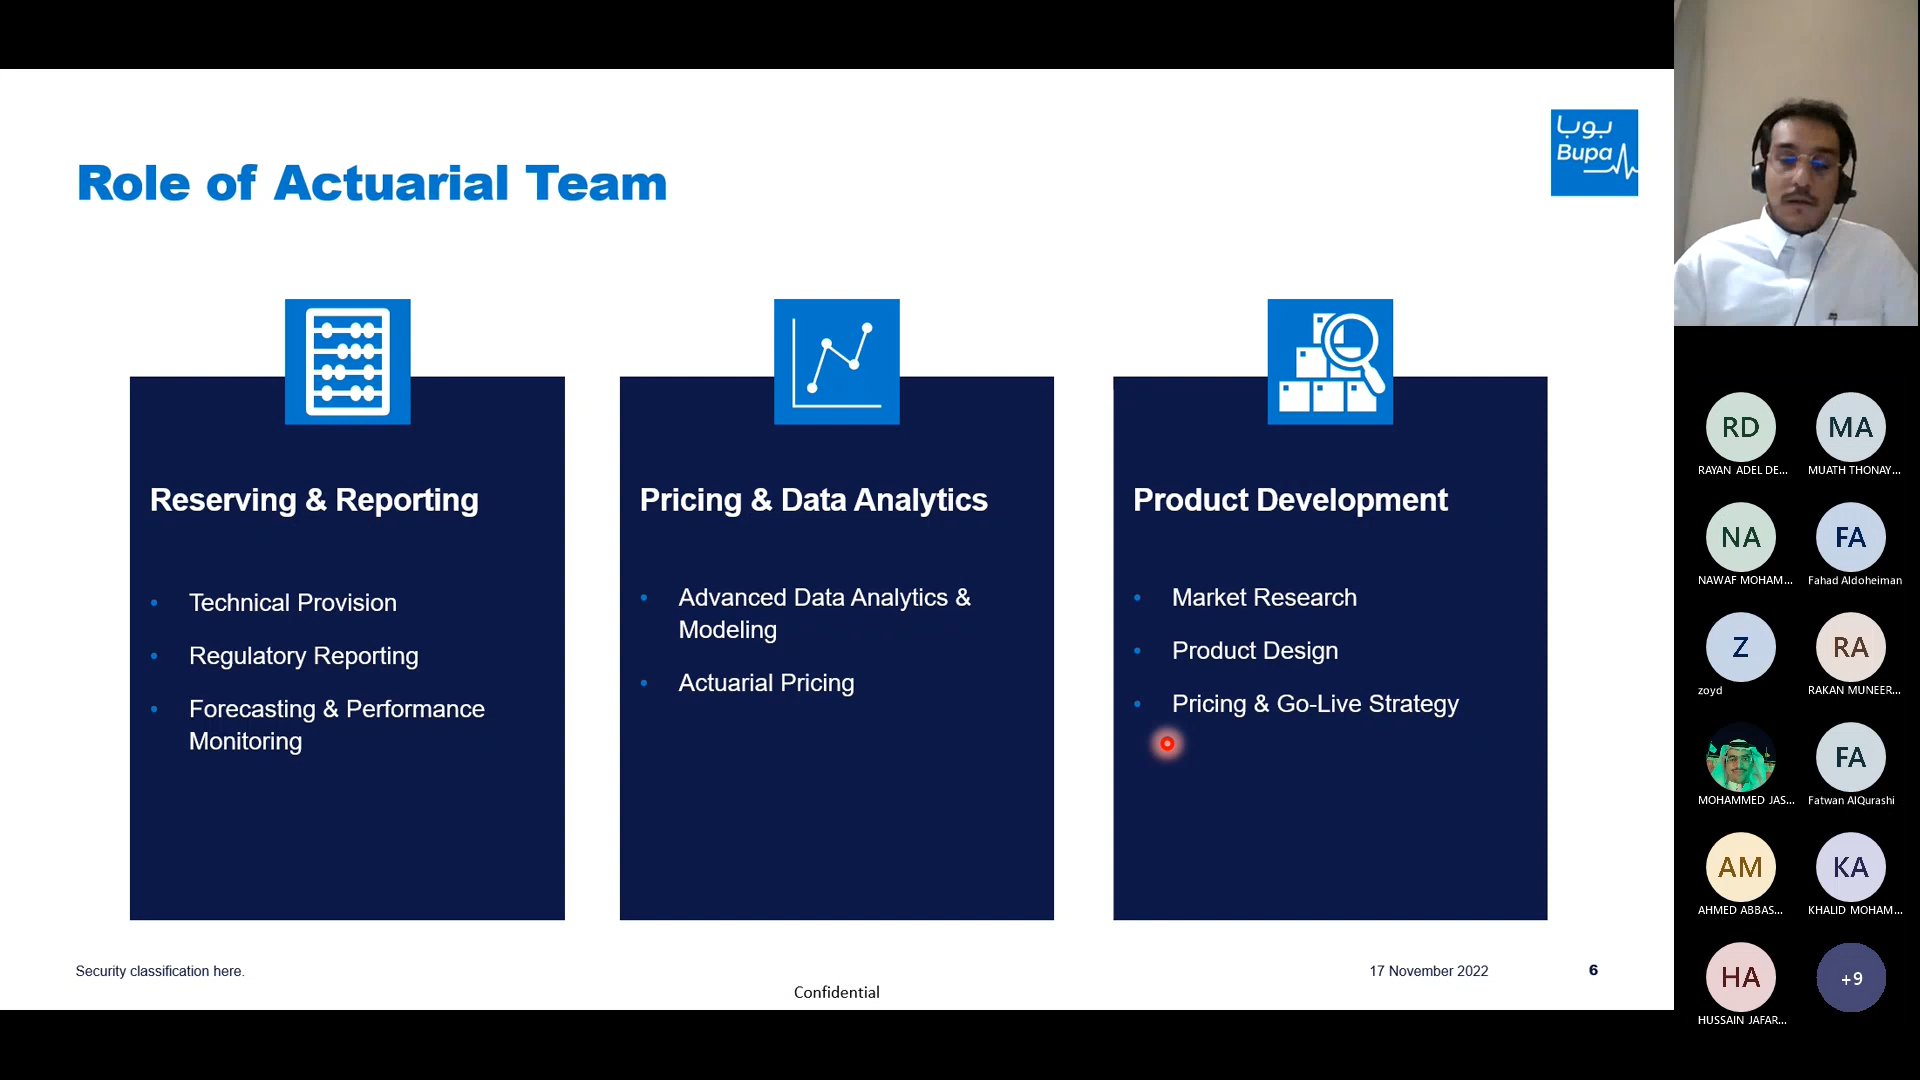 Role of Actuarial Team
بوبا
Bupa
Reserving & Reporting
Technical Provision
Regulatory Reporting
Forecasting & Performance
Monitoring
Pricing & Data Analytics
Advanced Data Analytics &
Modeling
Actuarial Pricing
Product Development
Market Research
Product Design
Pricing & Go-Live Strategy
Security classification here.
17 November 2022
6
Confidential
RD
RAYAN ADEL DE...
MA
MUATH THONAY...
NA
NAWAF MOHAM...
FA
Fahad Aldoheiman
Z
zoyd
RA
RAKAN MUNEER...
MOHAMMED JAS...
FA
Fatwan AlQurashi
AM
AHMED ABBAS...
KA
KHALID MOHAM...
HA
HUSSAIN JAFAR...
+9